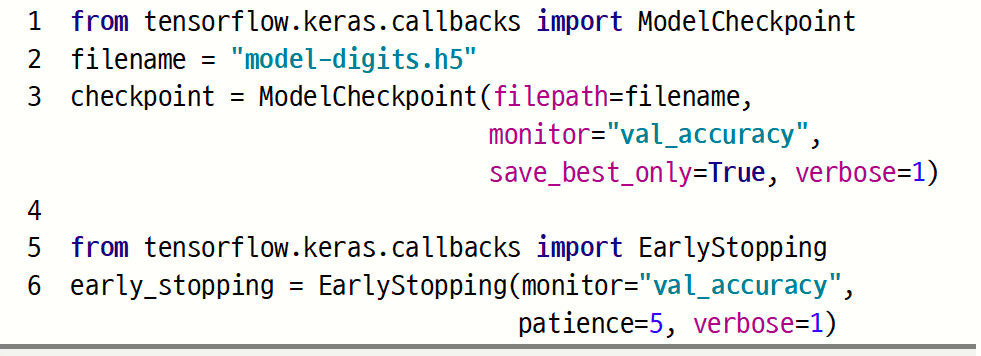 1 from tensorflow.keras.callbacks import ModelCheckpoint
2 filename = "model-digits.h5"
3 checkpoint = ModelCheckpoint(filepath=filename,
monitor="val_accuracy",
save_best_only=True, verbose=1)
4
5 from tensorflow.keras.callbacks import EarlyStopping
6 early_stopping = EarlyStopping(monitor="val_accuracy",
patience=5, verbose=1)